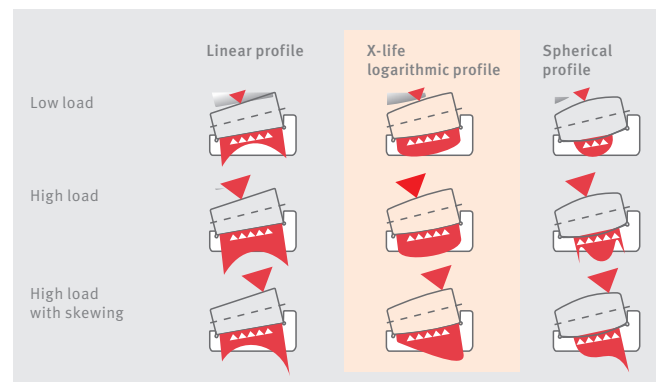 Linear profile
X-life
logarithmic profile
Spherical
profile
Low load
High load
High load
with skewing